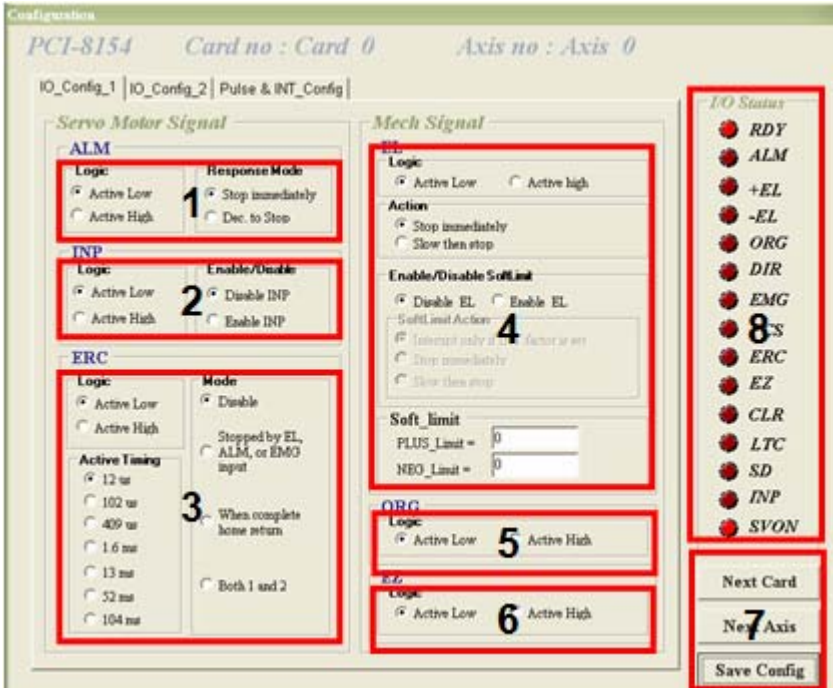 Configuration
PCI-8154 Card no : Card 0 Axis no : Axis 0
IO_Config_1 IO_Config_2 Pulse & INT_Config
Servo Motor Signal
ALM
Logic
Active Low
Active High
Response Mode
Stop immediately
Dec. to Stop
1
INP
Logic
Active Low
Active High
Enable/Disable
Disable INP
Enable INP
2
ERC
Logic
Active Low
Active High
Active Timing
12 us
102 us
409 us
1.6 ms
13 ms
52 ms
104 ms
Mode
Disable
Stopped by EL,
ALM, or EMG
input
When complete
home return
Both 1 and 2
3
Mech Signal
EL
Logic
Active Low Active high
Action
Stop immediately
Slow then stop
Enable/Disable SoftLimit
Disable EL Enable EL
SoftLimit Action
Interrupt only if factor is set
Stop immediately
Slow then stop
4
Soft_limit
PLUS_Limit = 0
NEG_Limit = 0
ORG
Logic
Active Low 5 Active High
EZ
Logic
Active Low 6 Active High
I/O Status
RDY
ALM
+EL
-EL
ORG
DIR
EMG
8
ERC
EZ
CLR
LTC
SD
INP
SVON
Next Card
Next Axis
7
Save Config